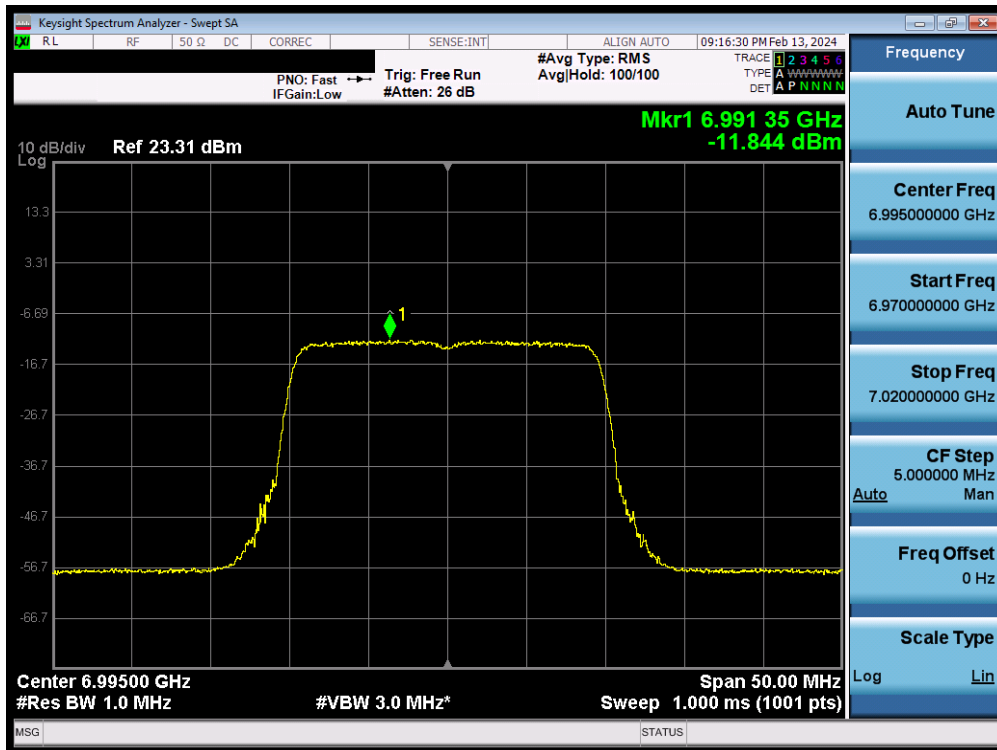 Keysight Spectrum Analyzer - Swept SA
LXI RL RF 50 Ω DC CORREC SENSE:INT ALIGN AUTO 09:16:30 PM Feb 13, 2024
PNO: Fast
IFGain:Low
Trig: Free Run
#Atten: 26 dB
#Avg Type: RMS
Avg|Hold: 100/100
TRACE 1 2 3 4 5 6
TYPE A WWWWW
DET A P N N N N
Mkr1 6.991 35 GHz
-11.844 dBm
10 dB/div
Log
Ref 23.31 dBm
13.3
3.31
-6.69
-16.7
-26.7
-36.7
-46.7
-56.7
-66.7
1
Center 6.99500 GHz
#Res BW 1.0 MHz
#VBW 3.0 MHz*
Span 50.00 MHz
Sweep 1.000 ms (1001 pts)
MSG
STATUS
Frequency
Auto Tune
Center Freq
6.995000000 GHz
Start Freq
6.970000000 GHz
Stop Freq
7.020000000 GHz
CF Step
5.000000 MHz
Auto Man
Freq Offset
0 Hz
Scale Type
Log Lin